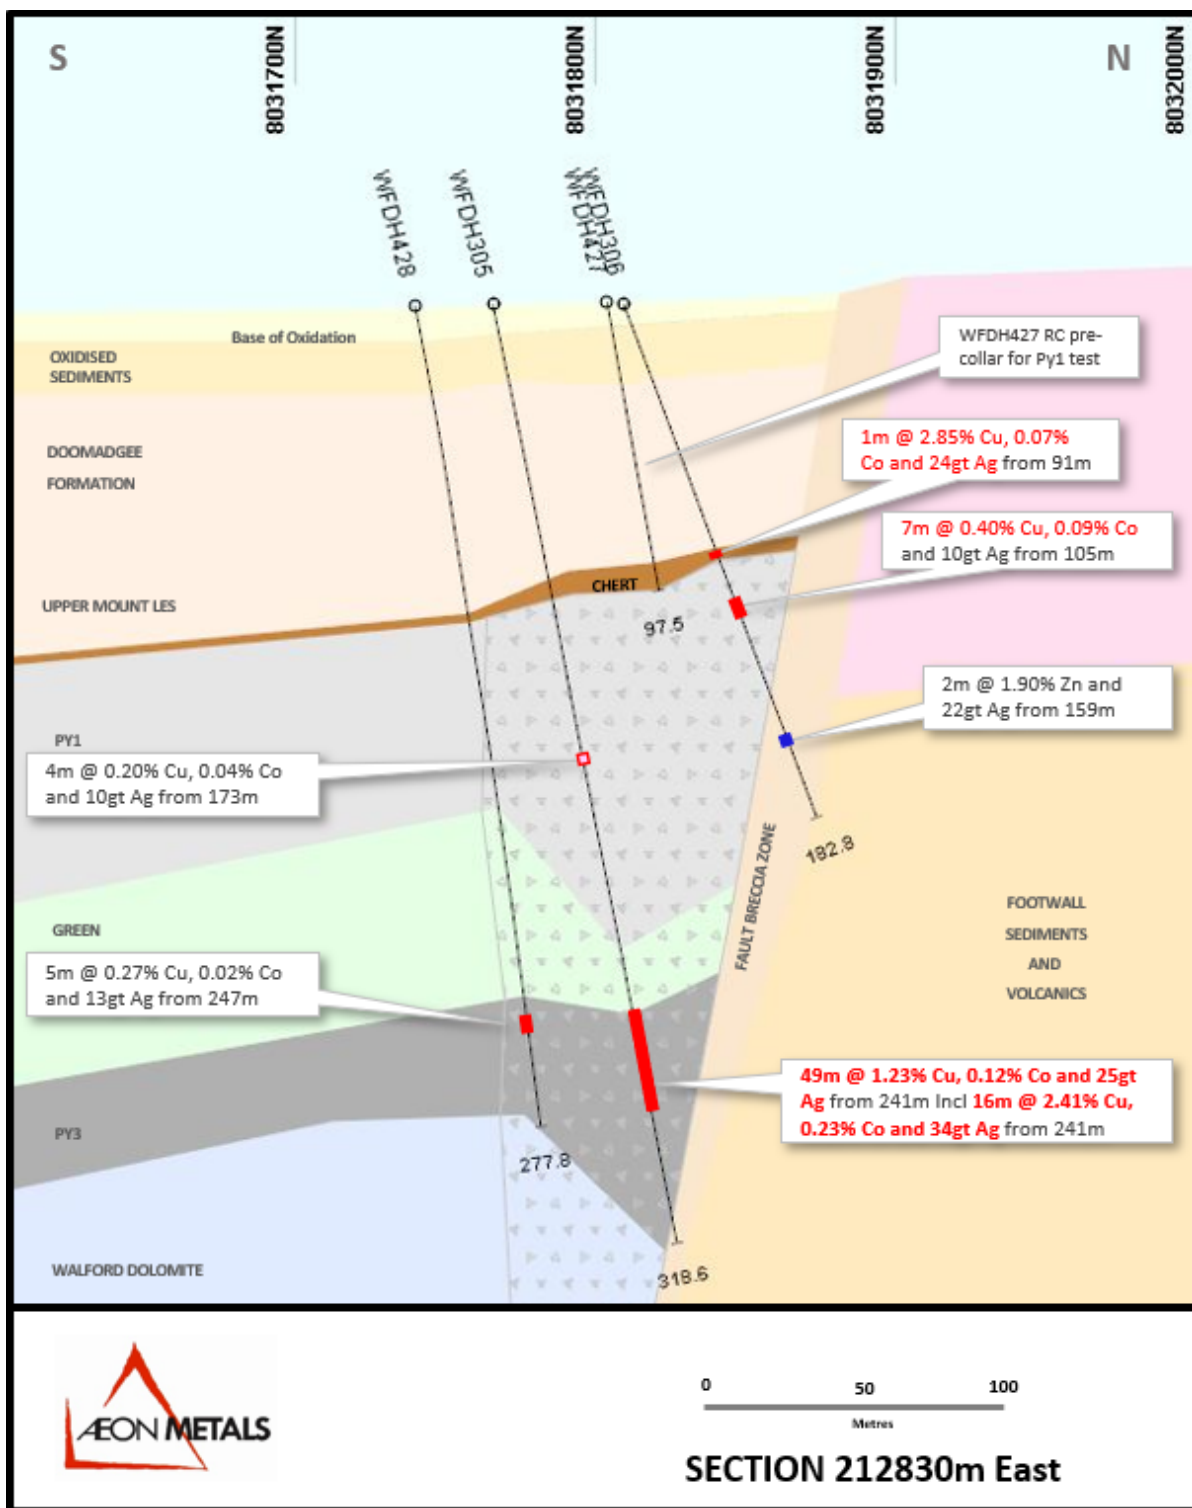 S
8031700N
8031800N
8031900N
N
8032000N
WFDH428
WFDH305
WFDH427
WFDH306
Base of Oxidation
OXIDISED
SEDIMENTS
WFDH427 RC pre-
collar for Py1 test
DOOMADGEE
FORMATION
1m @ 2.85% Cu, 0.07%
Co and 24gt Ag from 91m
7m @ 0.40% Cu, 0.09% Co
and 10gt Ag from 105m
CHERT
UPPER MOUNT LES
97.5
2m @ 1.90% Zn and
22gt Ag from 159m
PY1
4m @ 0.20% Cu, 0.04% Co
and 10gt Ag from 173m
182.8
FAULT BRECCIA ZONE
FOOTWALL
SEDIMENTS
AND
VOLCANICS
GREEN
5m @ 0.27% Cu, 0.02% Co
and 13gt Ag from 247m
49m @ 1.23% Cu, 0.12% Co and 25gt
Ag from 241m Incl 16m @ 2.41% Cu,
0.23% Co and 34gt Ag from 241m
PY3
277.8
WALFORD DOLOMITE
318.6
ÆON METALS
0 50 100
Metres
SECTION 212830m East